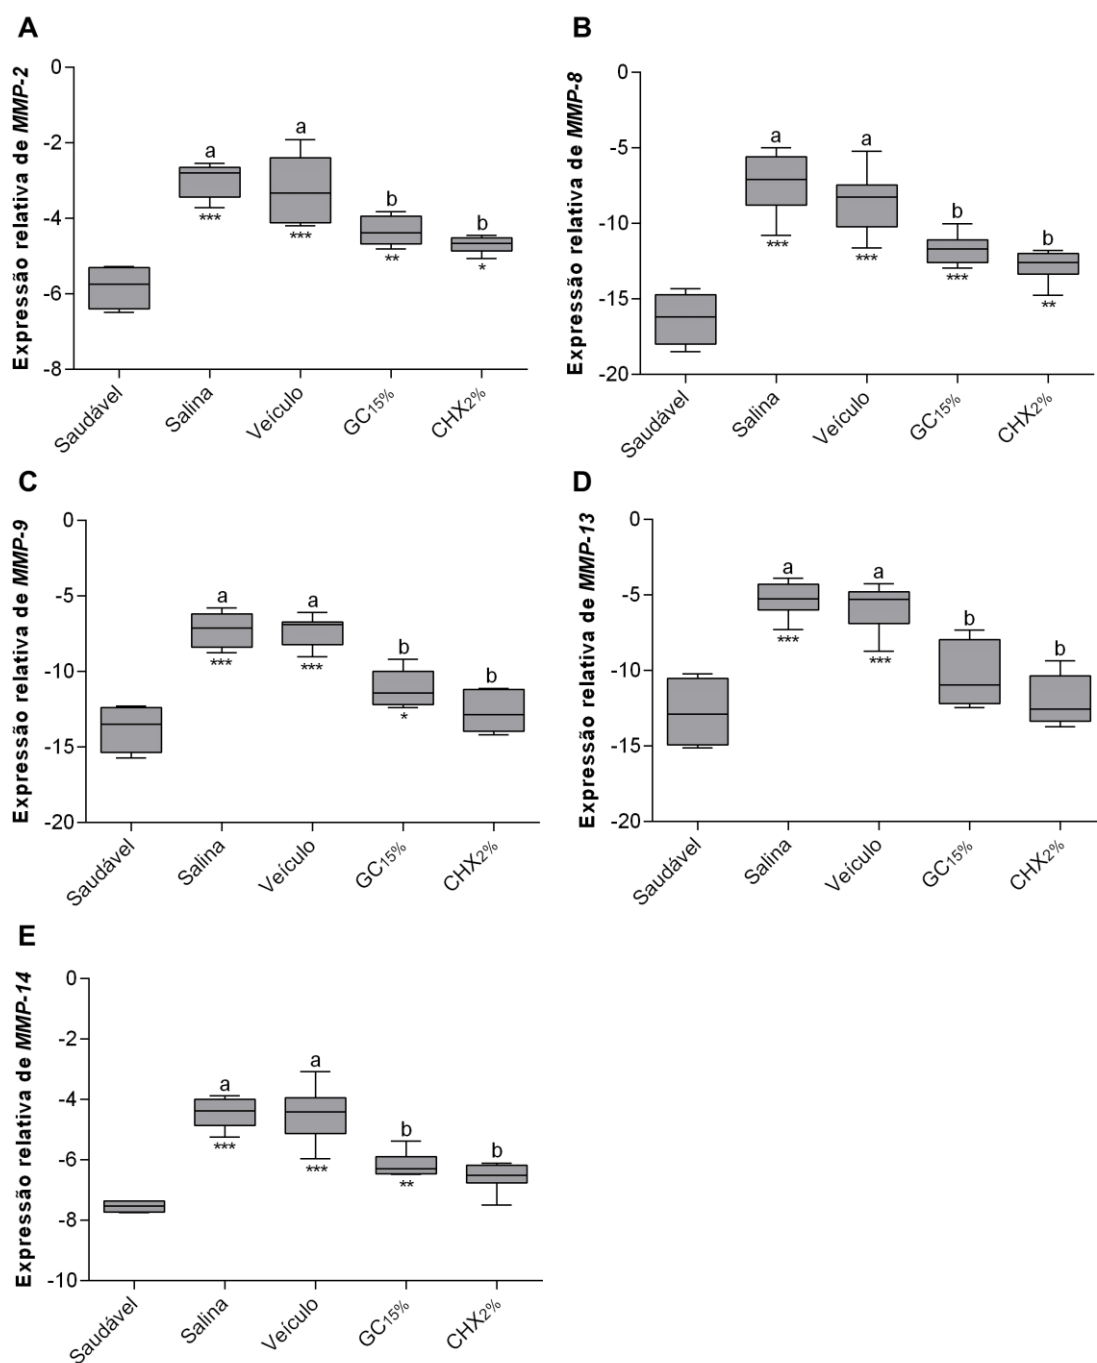 A
Expressão relativa de MMP-2
0
-2
-4
-6
-8
a
a
b
b
***
***
**
*
Saudável
Salina
Veículo
GC15%
CHX2%
B
Expressão relativa de MMP-8
0
-5
-10
-15
-20
a
a
b
b
***
***
***
**
Saudável
Salina
Veículo
GC15%
CHX2%
C
Expressão relativa de MMP-9
0
-5
-10
-15
-20
a
a
b
b
***
***
*
Saudável
Salina
Veículo
GC15%
CHX2%
D
Expressão relativa de MMP-13
0
-5
-10
-15
-20
a
a
b
b
***
***
Saudável
Salina
Veículo
GC15%
CHX2%
E
Expressão relativa de MMP-14
0
-2
-4
-6
-8
-10
a
a
b
b
***
***
**
Saudável
Salina
Veículo
GC15%
CHX2%